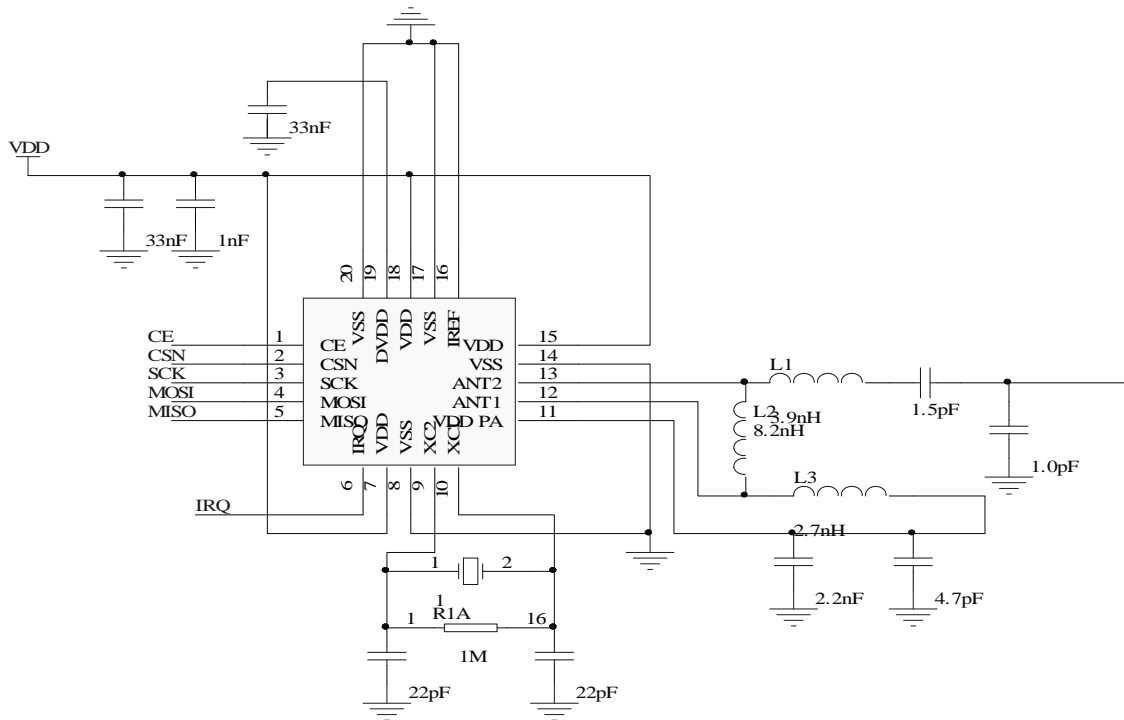 33nF
VDD
33nF
1nF
20
19
18
17
16
VSS
DVDD
VDD
VSS
IREF
CE
1
CE
CSN
2
CSN
SCK
3
SCK
MOSI
4
MOSI
MISO
5
MISO
VDD
15
VSS
14
ANT2
13
ANT1
12
VDD PA
11
IRQ
VDD
VSS
XC2
XC1
6
7
8
9
10
IRQ
L1
3.9nH
L2
8.2nH
1.5pF
1.0pF
L3
2.7nH
2.2nF
4.7pF
1
2
1
R1A
1
16
1M
22pF
22pF